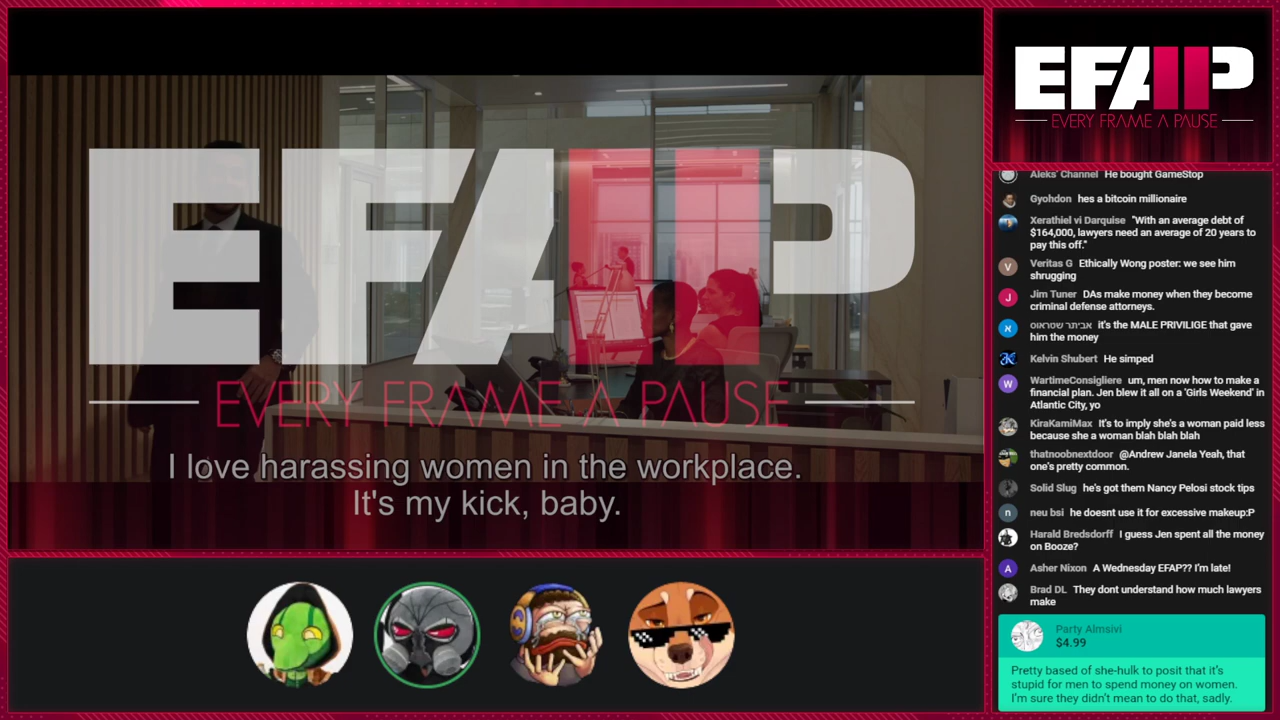 EFAP
EVERY FRAME A PAUSE
I love harassing women in the workplace.
It's my kick, baby.
EFAP
EVERY FRAME A PAUSE
Aleks' Channel He bought GameStop
Gyohdon hes a bitcoin millionaire
Xerathiel vi Darquise "With an average debt of
$164,000, lawyers need an average of 20 years to
pay this off."
V
Veritas G Ethically Wong poster: we see him
shrugging
J
Jim Tuner DAs make money when they become
criminal defense attorneys.
א
אביתר שטראוס it's the MALE PRIVILIGE that gave
him the money
Kelvin Shubert He simped
W
WartimeConsigliere um, men now how to make a
financial plan. Jen blew it all on a 'Girls Weekend' in
Atlantic City, yo
KiraKamiMax It's to imply she's a woman paid less
because she a woman blah blah blah
thatnoobnextdoor @Andrew Janela Yeah, that
one's pretty common.
Solid Slug he's got them Nancy Pelosi stock tips
n
neu bsi he doesnt use it for excessive makeup:P
Harald Bredsdorff I guess Jen spent all the money
on Booze?
A
Asher Nixon A Wednesday EFAP?? I'm late!
Brad DL They dont understand how much lawyers
make
Party Almsivi
$4.99
Pretty based of she-hulk to posit that it's
stupid for men to spend money on women.
I'm sure they didn't mean to do that, sadly.